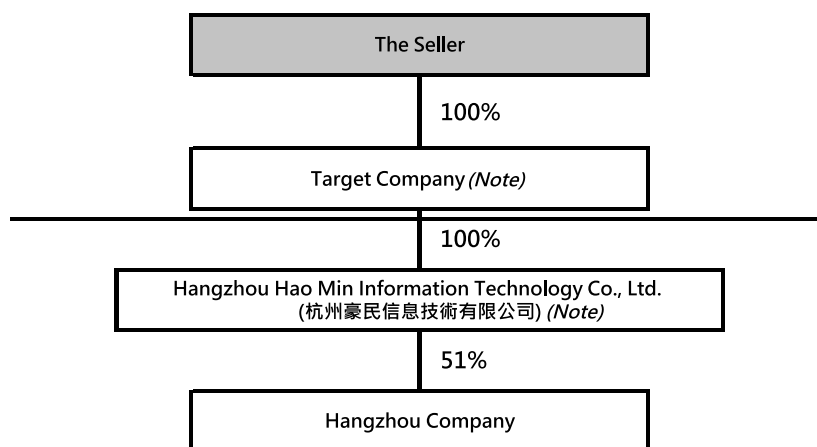 The Seller
100%
Target Company (Note)
100%
Hangzhou Hao Min Information Technology Co., Ltd.
(杭州豪民信息技術有限公司) (Note)
51%
Hangzhou Company